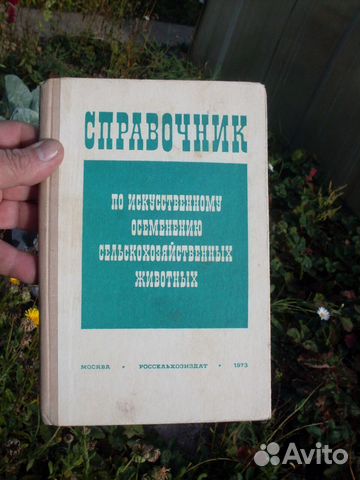 СПРАВОЧНИК
ПО ИСКУССТВЕННОМУ
ОСЕМЕНЕНИЮ
СЕЛЬСКОХОЗЯЙСТВЕННЫХ
ЖИВОТНЫХ
МОСКВА • РОССЕЛЬХОЗИЗДАТ • 1973
Avito